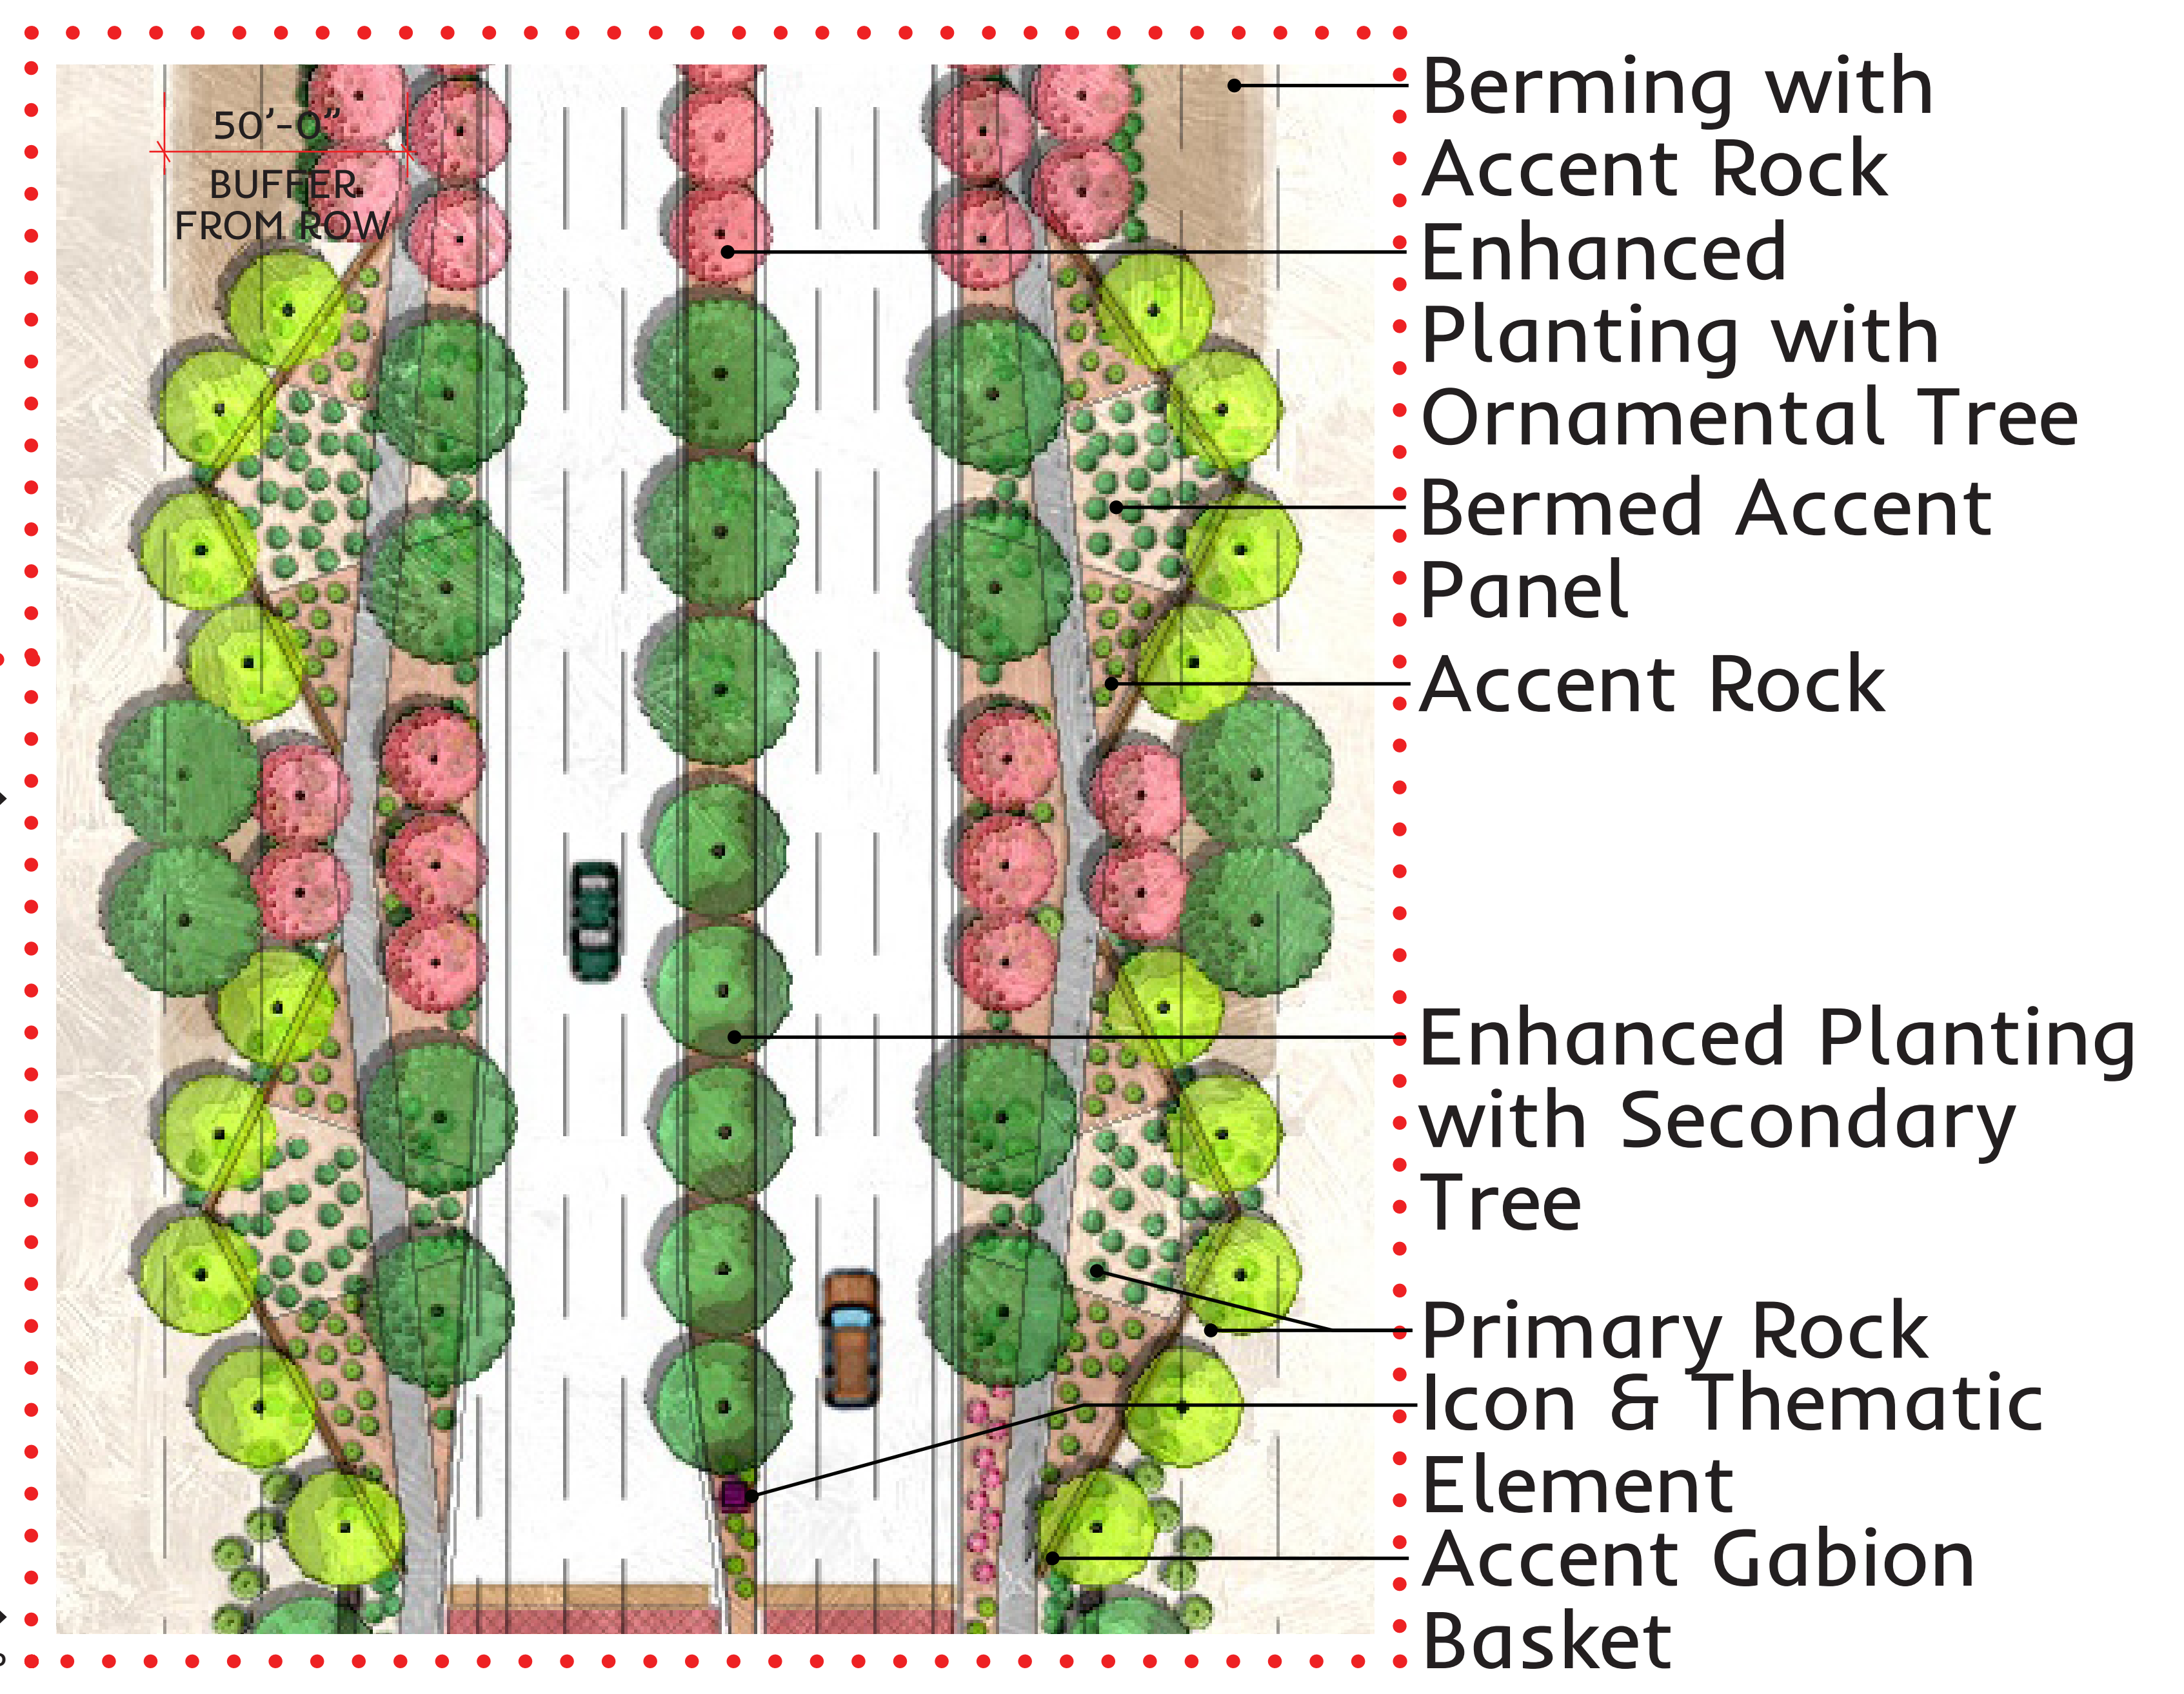 50'-0"
BUFFER
FROM ROW
Berming with
Accent Rock
Enhanced
Planting with
Ornamental Tree
Bermed Accent
Panel
Accent Rock
Enhanced Planting
with Secondary
Tree
Primary Rock
Icon & Thematic
Element
Accent Gabion
Basket